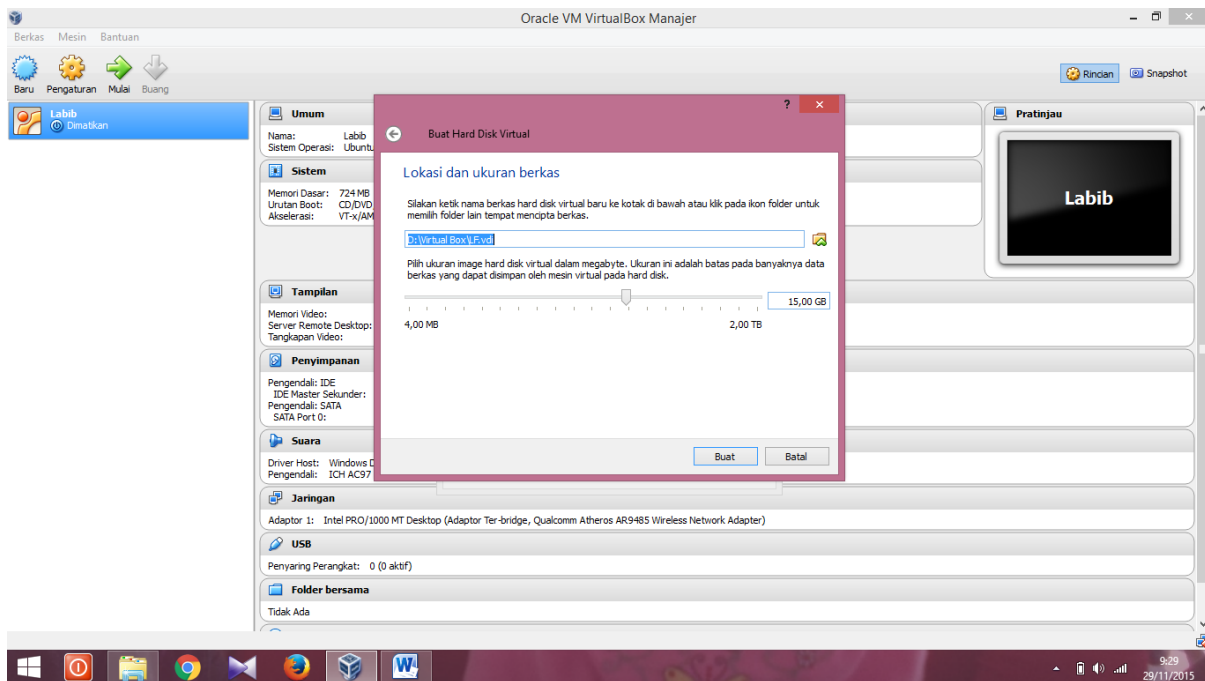 Oracle VM VirtualBox Manajer
Berkas Mesin Bantuan
Baru Pengaturan Mulai Buang
Rincian Snapshot
Labib
Dimatikan
Umum
Nama: Labib
Sistem Operasi: Ubuntu
Sistem
Memori Dasar: 724 MB
Urutan Boot: CD/DVD,
Akselerasi: VT-x/AM
Tampilan
Memori Video:
Server Remote Desktop:
Tangkapan Video:
Penyimpanan
Pengendali: IDE
IDE Master Sekunder:
Pengendali: SATA
SATA Port 0:
Suara
Driver Host: Windows D
Pengendali: ICH AC97
Jaringan
Adaptor 1: Intel PRO/1000 MT Desktop (Adaptor Ter-bridge, Qualcomm Atheros AR9485 Wireless Network Adapter)
USB
Penyaring Perangkat: 0 (0 aktif)
Folder bersama
Tidak Ada
Pratinjau
Labib
?
Buat Hard Disk Virtual
Lokasi dan ukuran berkas
Silakan ketik nama berkas hard disk virtual baru ke kotak di bawah atau klik pada ikon folder untuk
memilih folder lain tempat mencipta berkas.
D:\Virtual Box\LF.vdi
Pilih ukuran image hard disk virtual dalam megabyte. Ukuran ini adalah batas pada banyaknya data
berkas yang dapat disimpan oleh mesin virtual pada hard disk.
15,00 GB
4,00 MB 2,00 TB
Buat Batal
9:29
29/11/2015